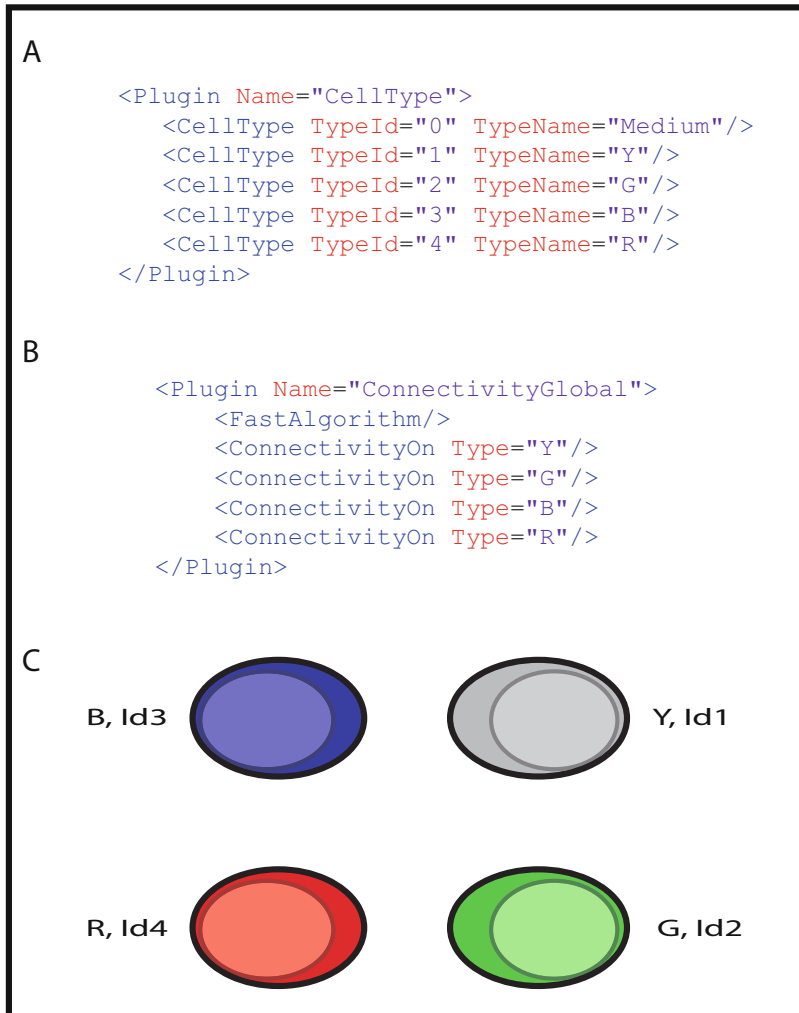 A
<Plugin Name="CellType">
<CellType TypeId="0" TypeName="Medium"/>
<CellType TypeId="1" TypeName="Y"/>
<CellType TypeId="2" TypeName="G"/>
<CellType TypeId="3" TypeName="B"/>
<CellType TypeId="4" TypeName="R"/>
</Plugin>
B
<Plugin Name="ConnectivityGlobal">
<FastAlgorithm/>
<ConnectivityOn Type="Y"/>
<ConnectivityOn Type="G"/>
<ConnectivityOn Type="B"/>
<ConnectivityOn Type="R"/>
</Plugin>
C
B, Id3
Y, Id1
R, Id4
G, Id2